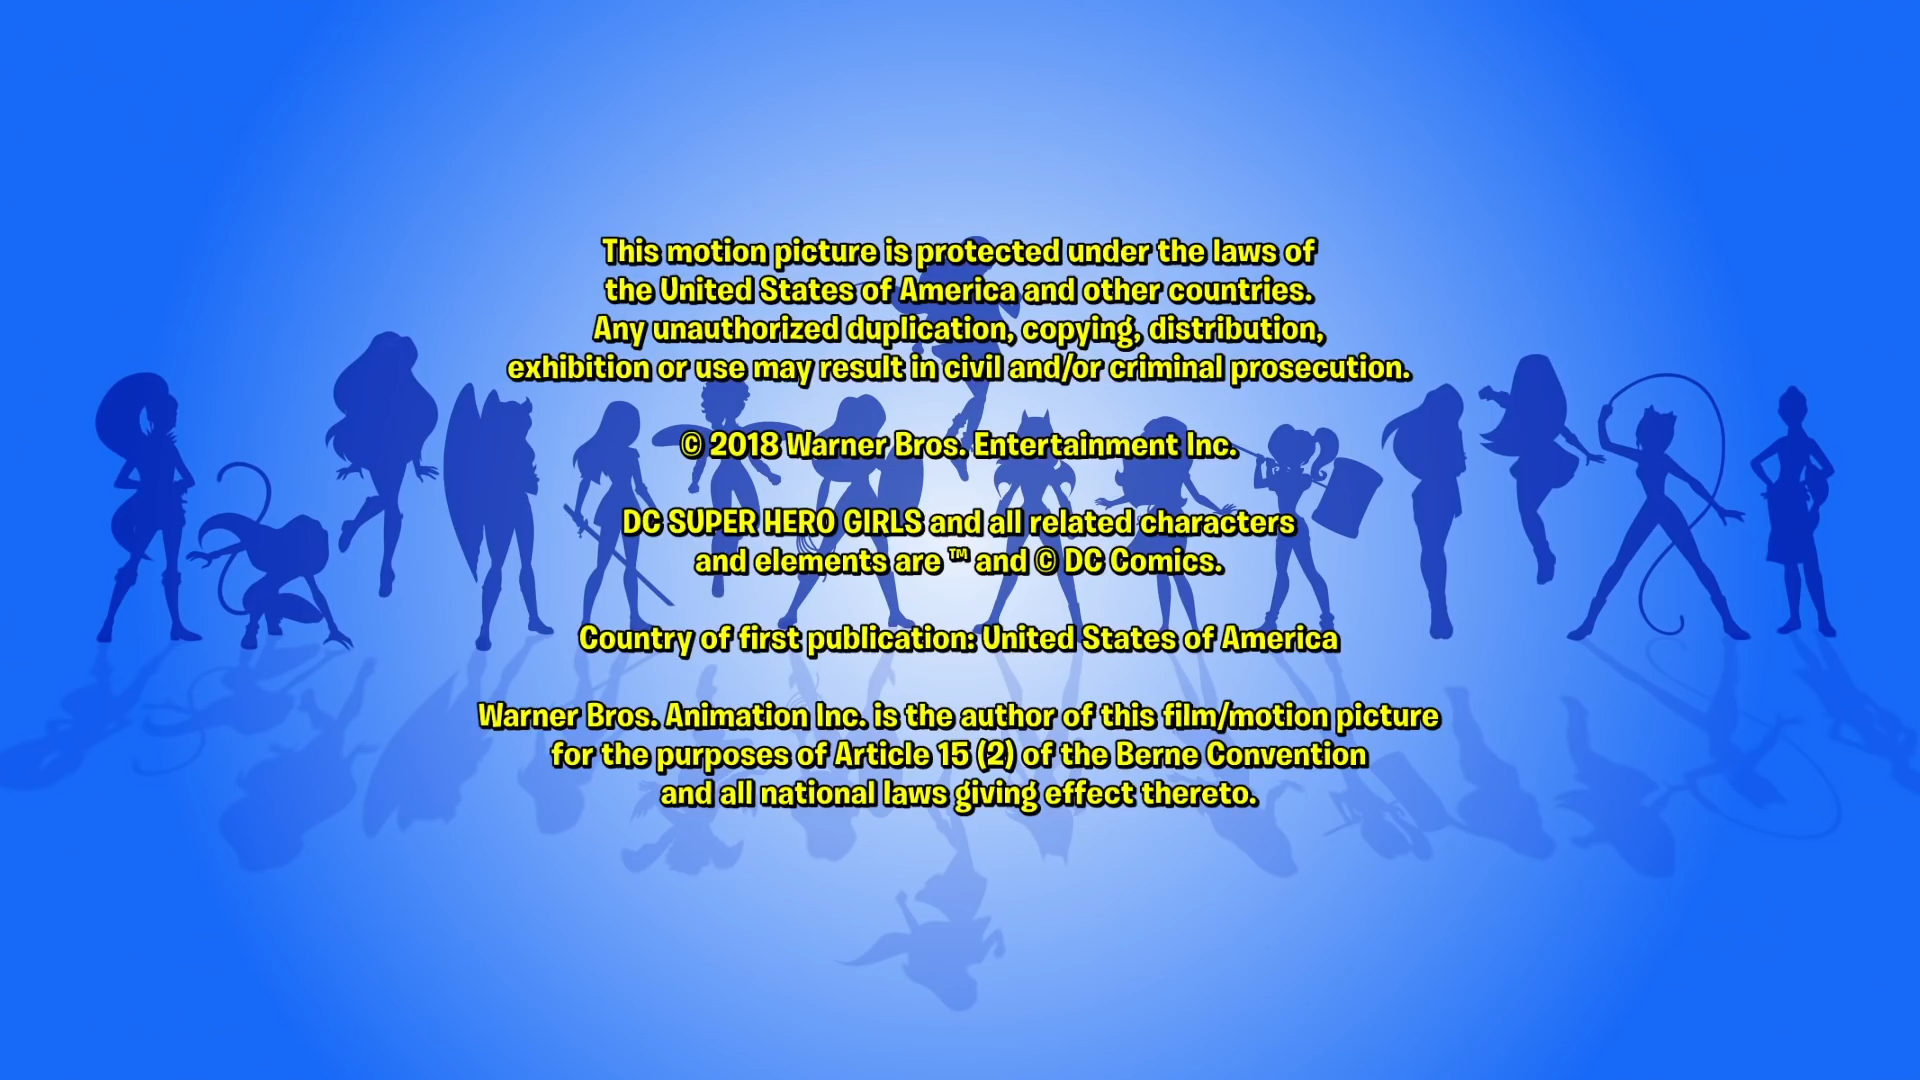 This motion picture is protected under the laws of
the United States of America and other countries.
Any unauthorized duplication, copying, distribution,
exhibition or use may result in civil and/or criminal prosecution.
© 2018 Warner Bros. Entertainment Inc.
DC SUPER HERO GIRLS and all related characters
and elements are ™ and © DC Comics.
Country of first publication: United States of America
Warner Bros. Animation Inc. is the author of this film/motion picture
for the purposes of Article 15 (2) of the Berne Convention
and all national laws giving effect thereto.